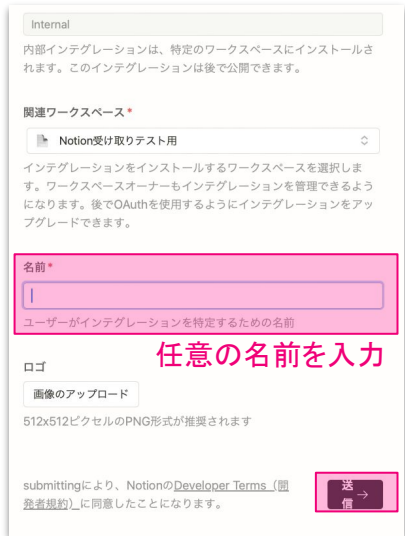 Internal
内部インテグレーションは、特定のワークスペースにインストールさ
れます。このインテグレーションは後で公開できます。
関連ワークスペース*
Notion受け取りテスト用
インテグレーションをインストールするワークスペースを選択しま
す。ワークスペースオーナーもインテグレーションを管理できるよう
になります。後でOAuthを使用するようにインテグレーションをアッ
プグレードできます。
名前*
ユーザーがインテグレーションを特定するための名前
任意の名前を入力
ロゴ
画像のアップロード
512x512ピクセルのPNG形式が推奨されます
submittingにより、NotionのDeveloper Terms（開
発者規約）に同意したことになります。
送
信 →